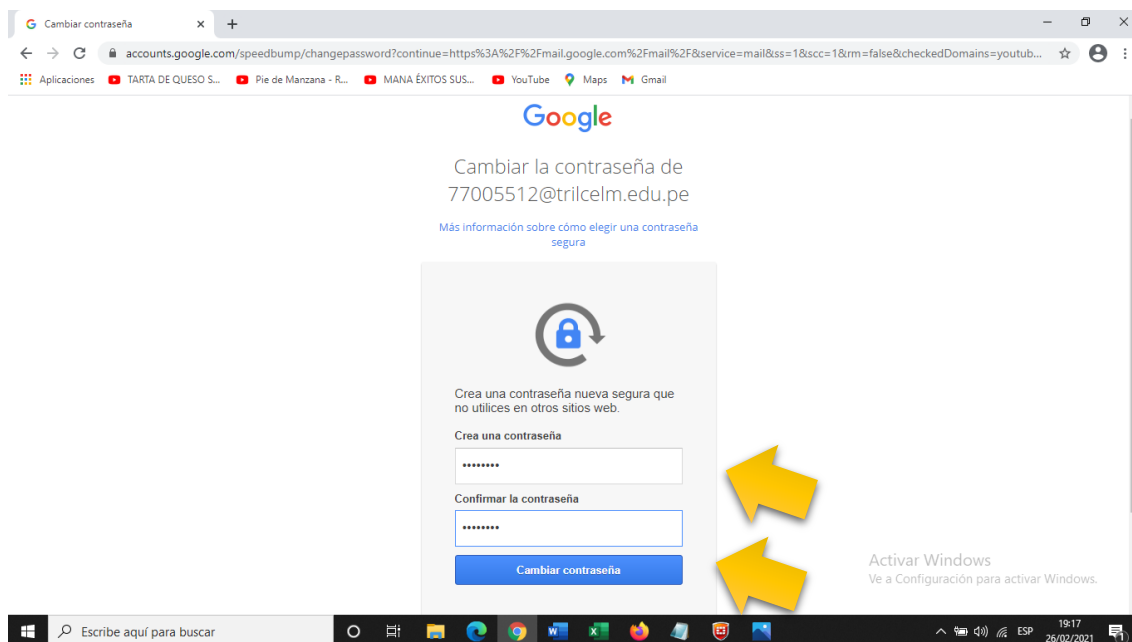 Cambiar contraseña
accounts.google.com/speedbump/changepassword?continue=https%3A%2F%2Fmail.google.com%2Fmail%2F&service=mail&ss=1&scc=1&rm=false&checkedDomains=youtub...
Aplicaciones TARTA DE QUESO S... Pie de Manzana - R... MANA ÉXITOS SUS... YouTube Maps Gmail
Google
Cambiar la contraseña de
77005512@trilcelm.edu.pe
Más información sobre cómo elegir una contraseña
segura
Crea una contraseña nueva segura que
no utilices en otros sitios web.
Crea una contraseña
••••••••
Confirmar la contraseña
••••••••
Cambiar contraseña
Activar Windows
Ve a Configuración para activar Windows.
Escribe aquí para buscar
ESP
19:17
26/02/2021